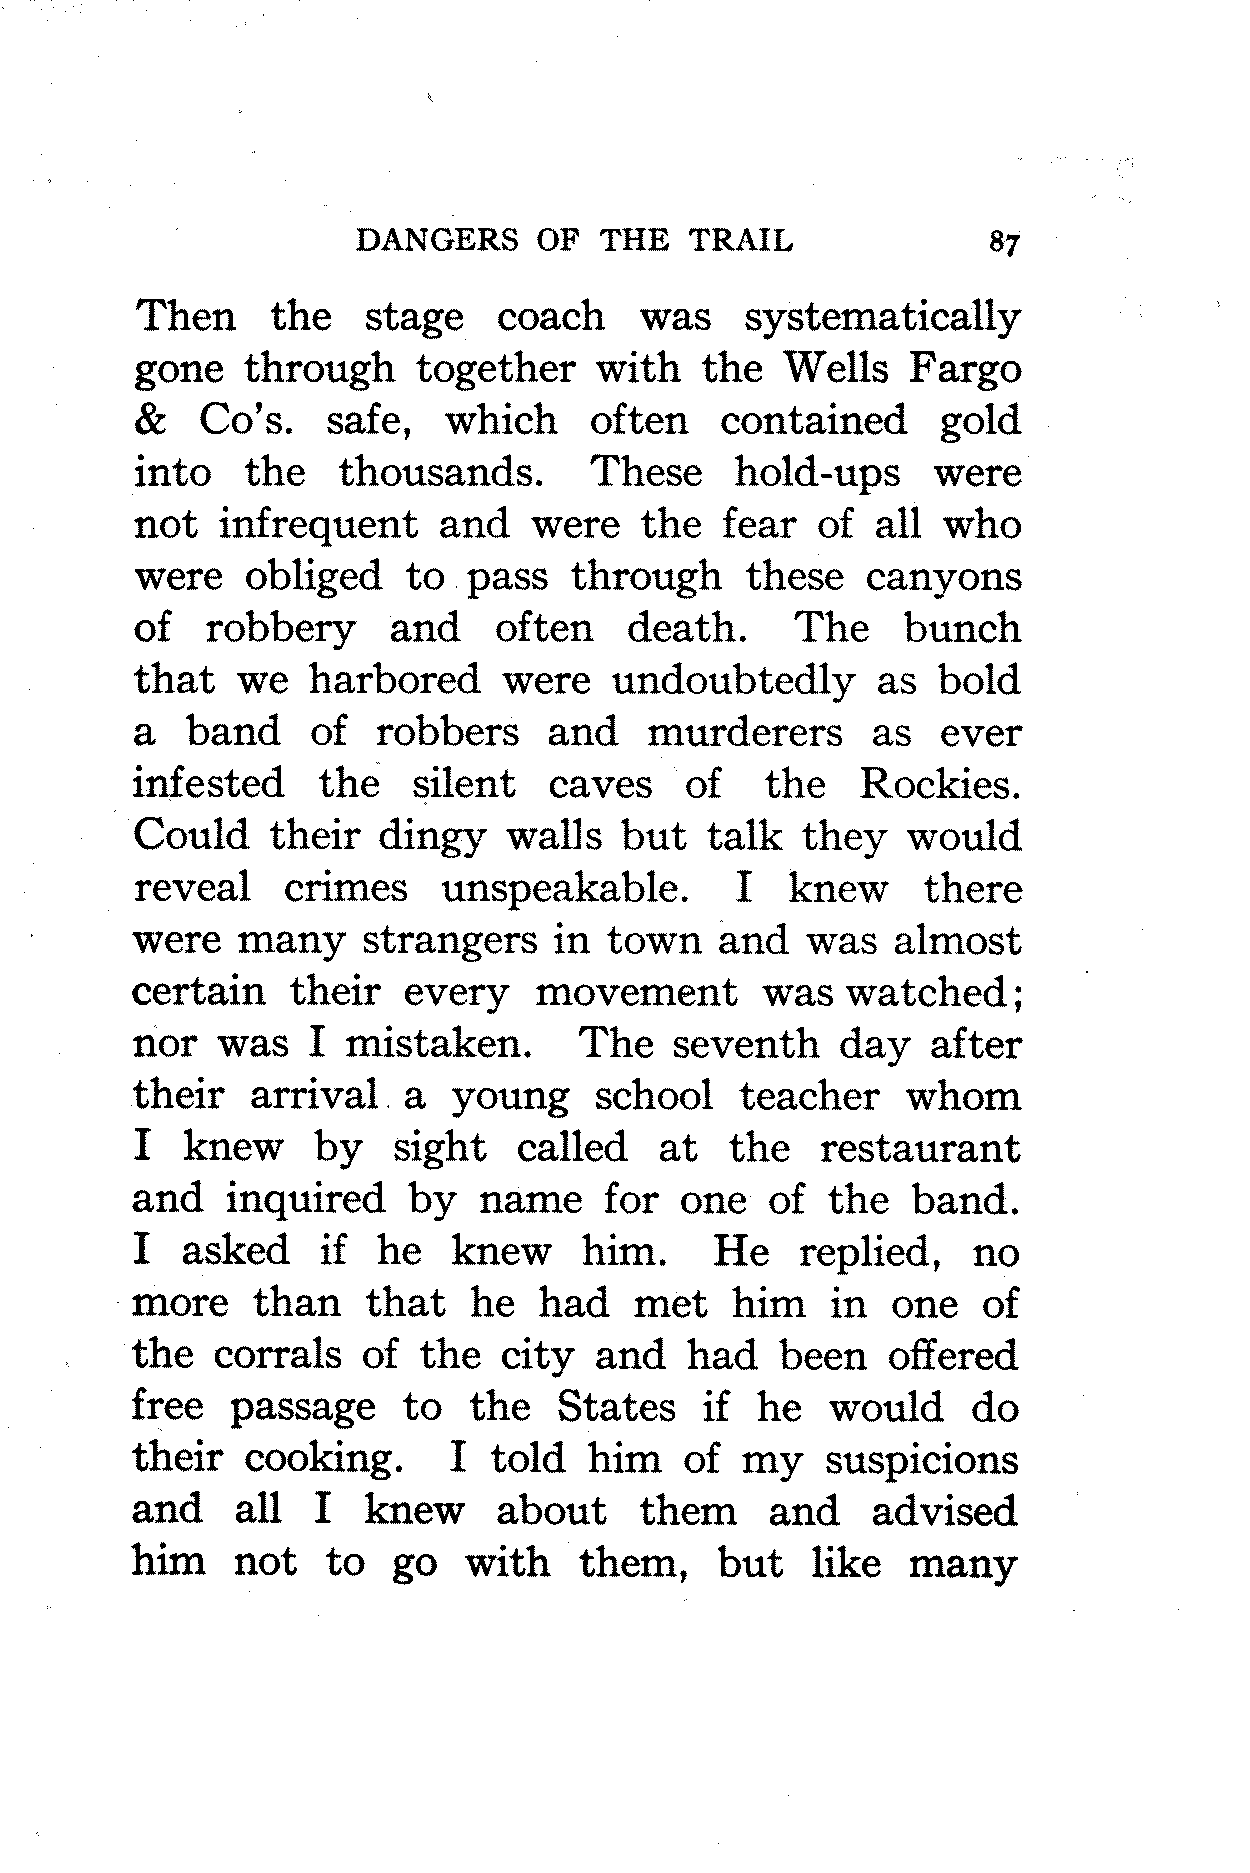 DANGERS OF THE TRAIL 87
Then the stage coach was systematically
gone through together with the Wells Fargo
& Co's. safe, which often contained gold
into the thousands. These hold-ups were
not infrequent and were the fear of all who
were obliged to pass through these canyons
of robbery and often death. The bunch
that we harbored were undoubtedly as bold
a band of robbers and murderers as ever
infested the silent caves of the Rockies.
Could their dingy walls but talk they would
reveal crimes unspeakable. I knew there
were many strangers in town and was almost
certain their every movement was watched;
nor was I mistaken. The seventh day after
their arrival a young school teacher whom
I knew by sight called at the restaurant
and inquired by name for one of the band.
I asked if he knew him. He replied, no
more than that he had met him in one of
the corrals of the city and had been offered
free passage to the States if he would do
their cooking. I told him of my suspicions
and all I knew about them and advised
him not to go with them, but like many